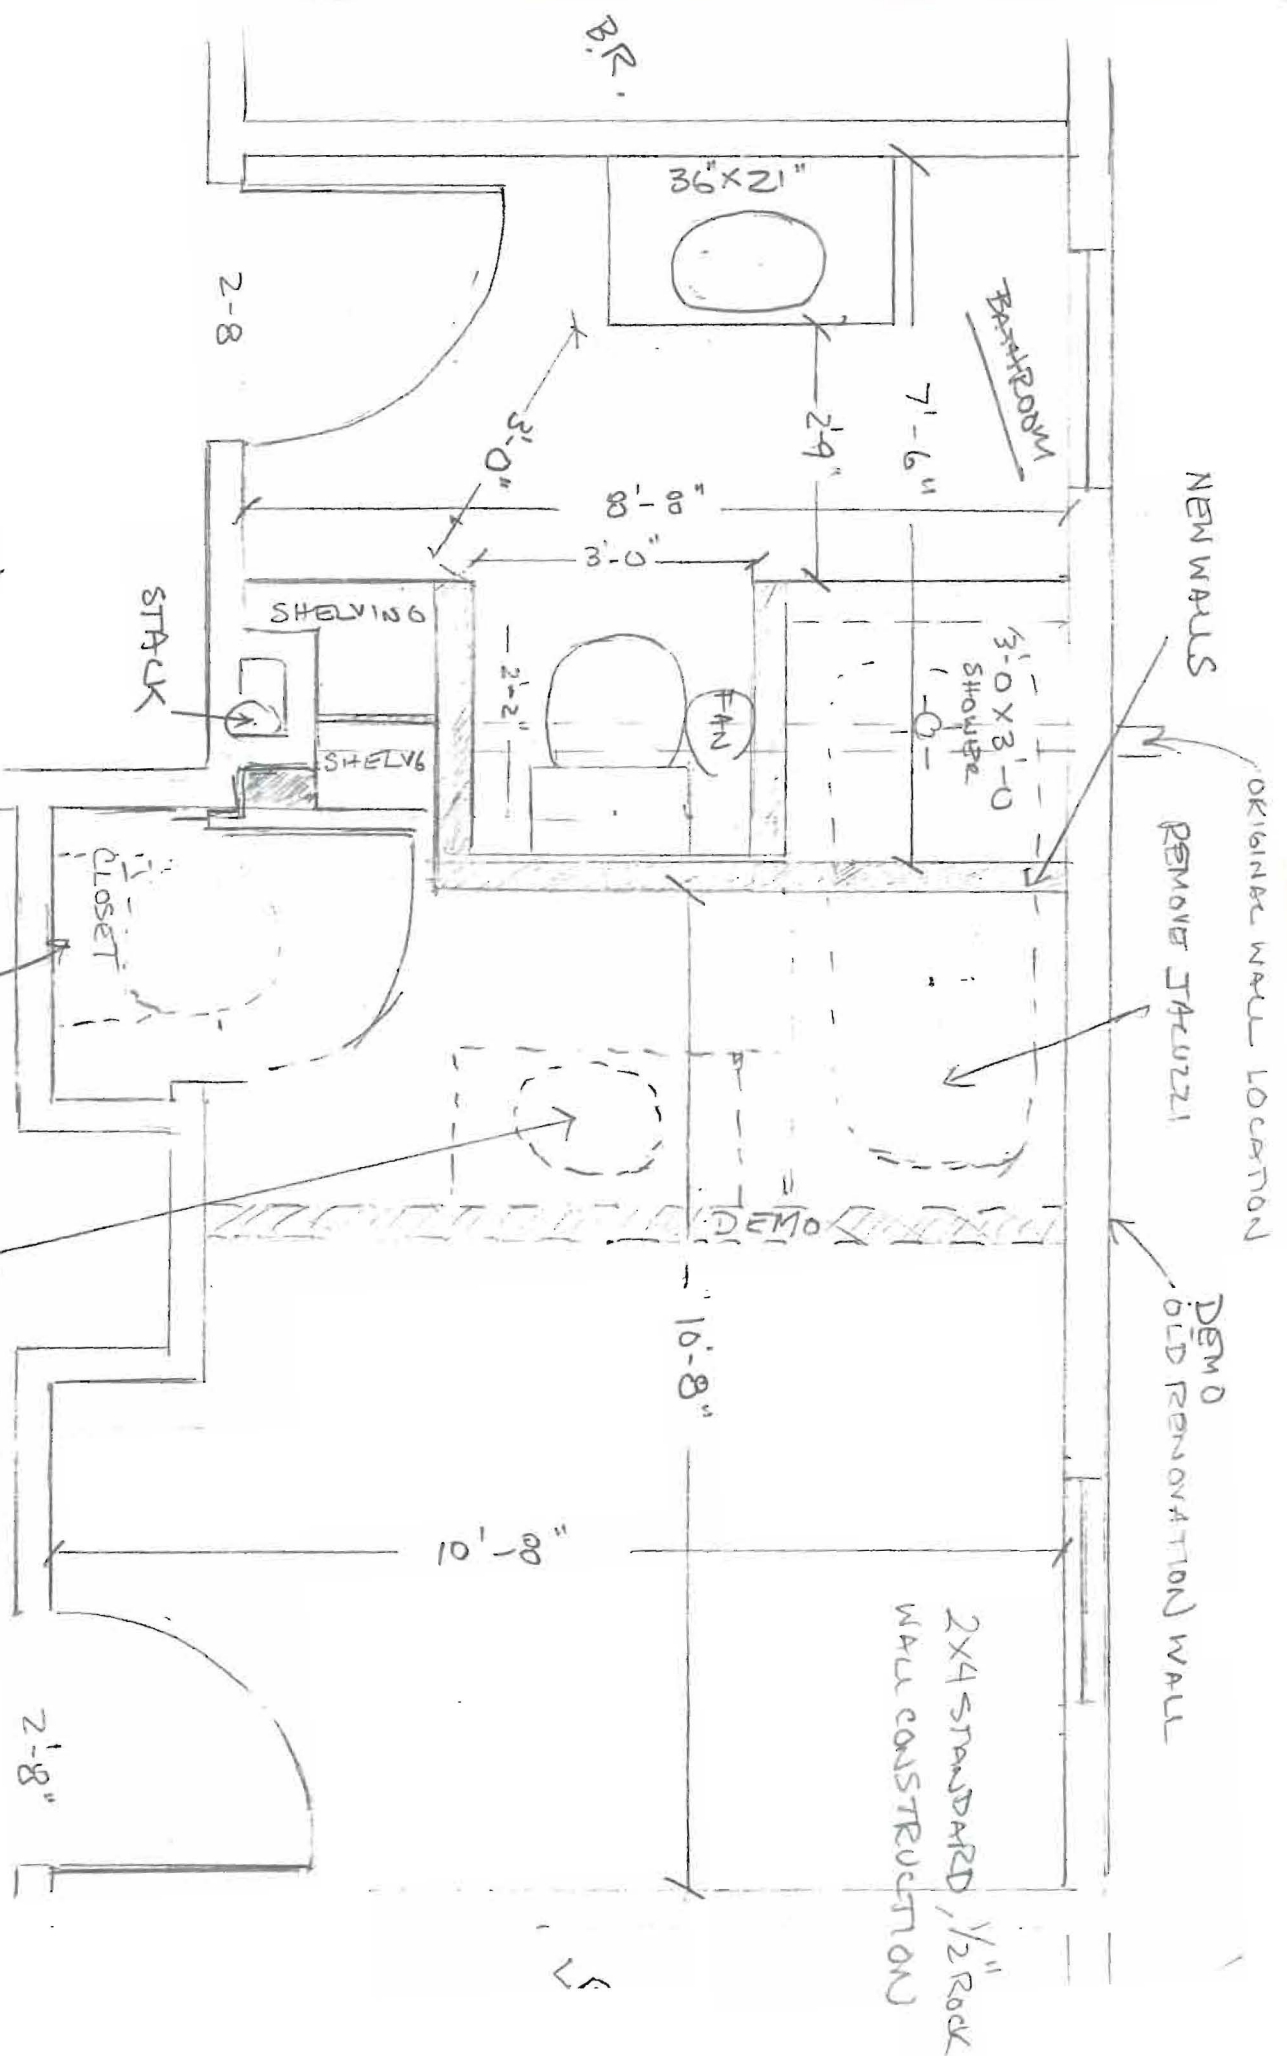 B.R.
36"X21"
BATHROOM
2-8
3'-0"
2'-9"
7'-6"
8'-8"
3'-0"
NEW WALLS
SHELVING
STACK
2'-2"
FAN
3'-0 X 3'-0
SHOWER
SHELVG
ORIGINAL WALL LOCATION
REMOVE JACUZZI
CLOSET
DEMO
DEMO
OLD RENOVATION WALL
10'-8"
10'-8"
2X4 STANDARD, 1/2" ROCK
WALL CONSTRUCTION
2'-8"